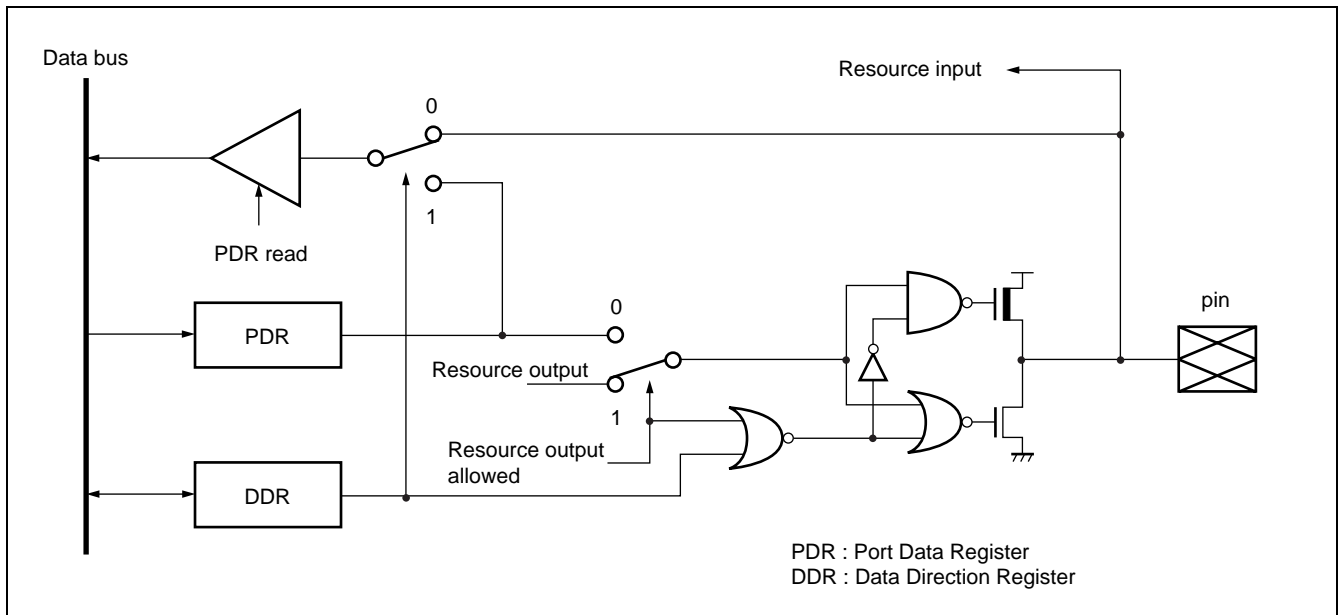 Data bus
Resource input
0
1
PDR read
pin
0
PDR
Resource output
1
Resource output
allowed
DDR
PDR : Port Data Register
DDR : Data Direction Register